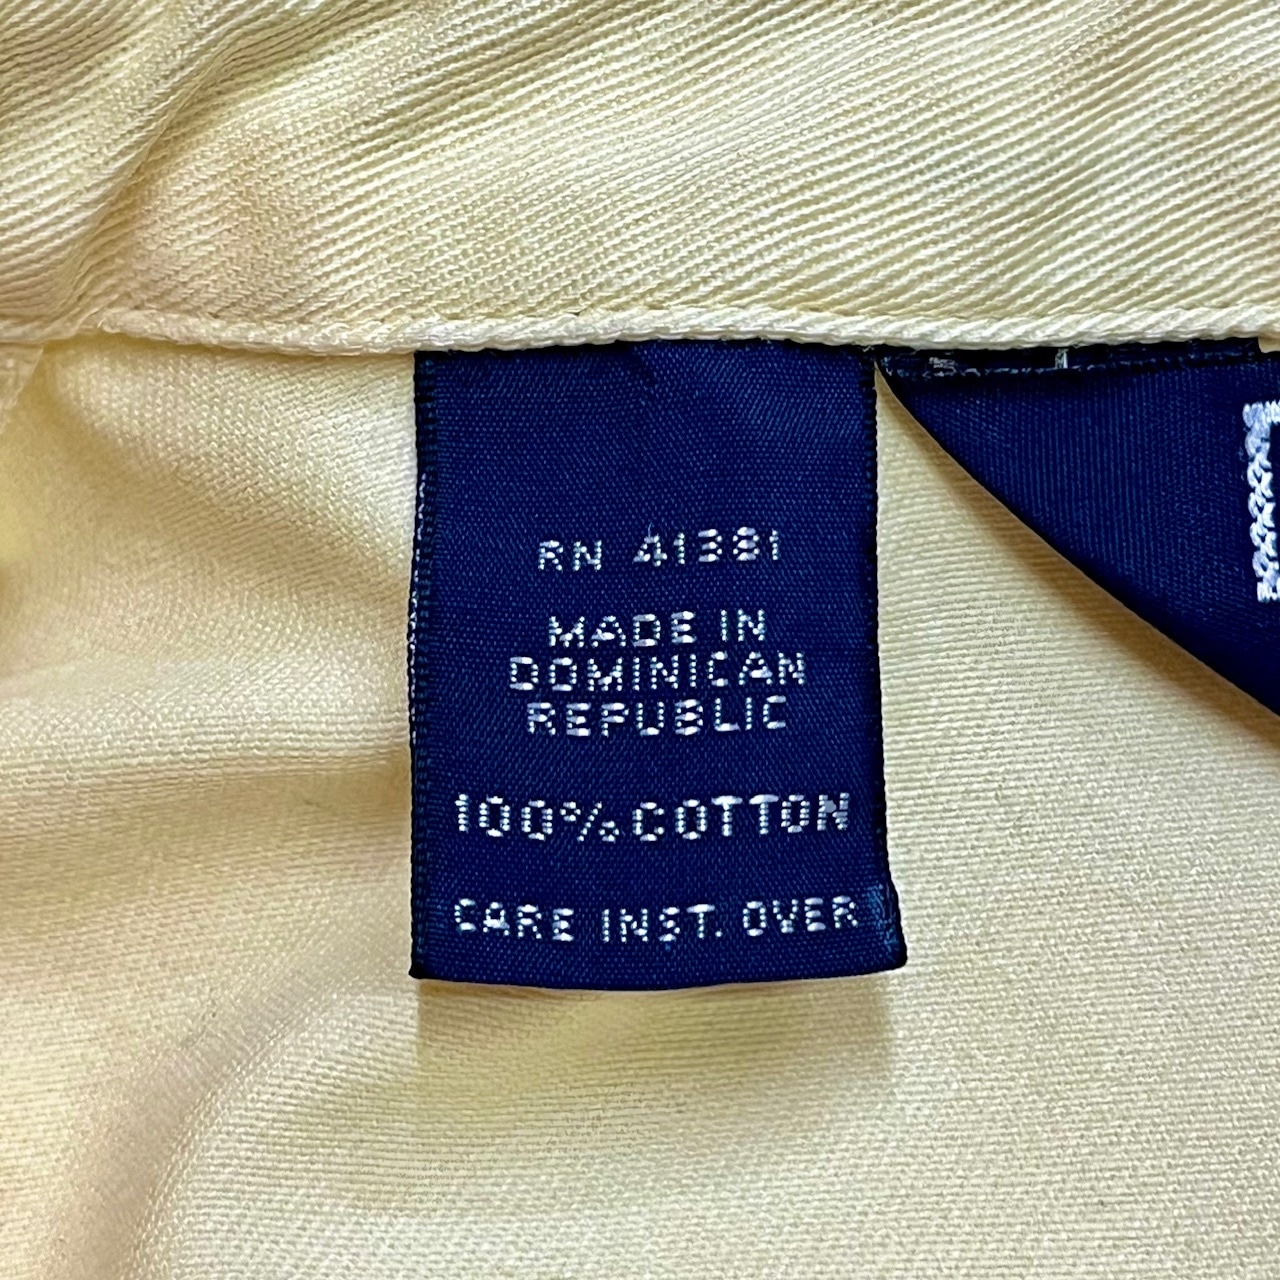 RN 41381
MADE IN
DOMINICAN
REPUBLIC
100% COTTON
CARE INST. OVER